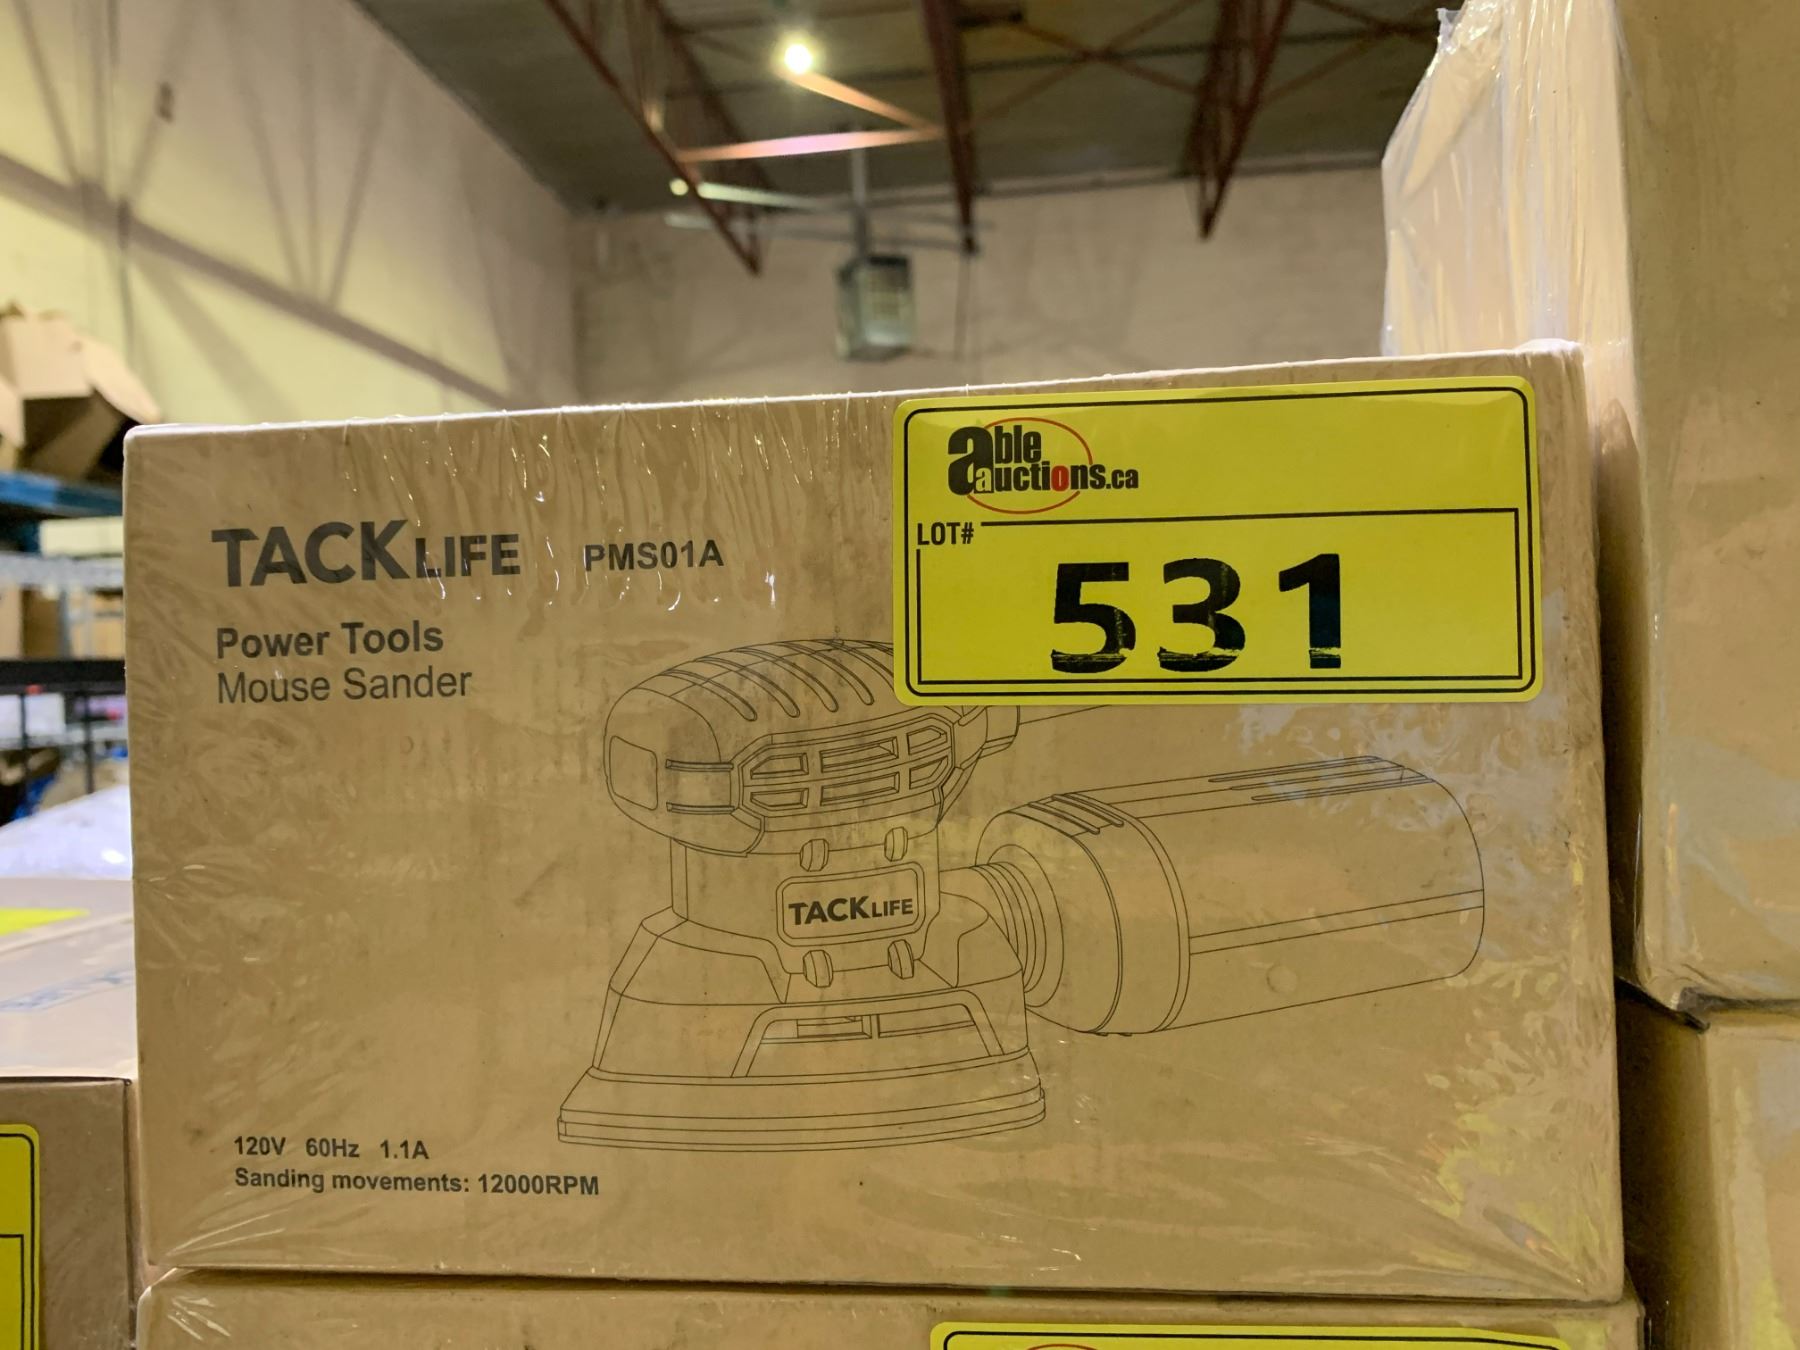 able
auctions.ca
LOT#
531
TACKLIFE PMS01A
Power Tools
Mouse Sander
TACKLIFE
120V 60Hz 1.1A
Sanding movements: 12000RPM